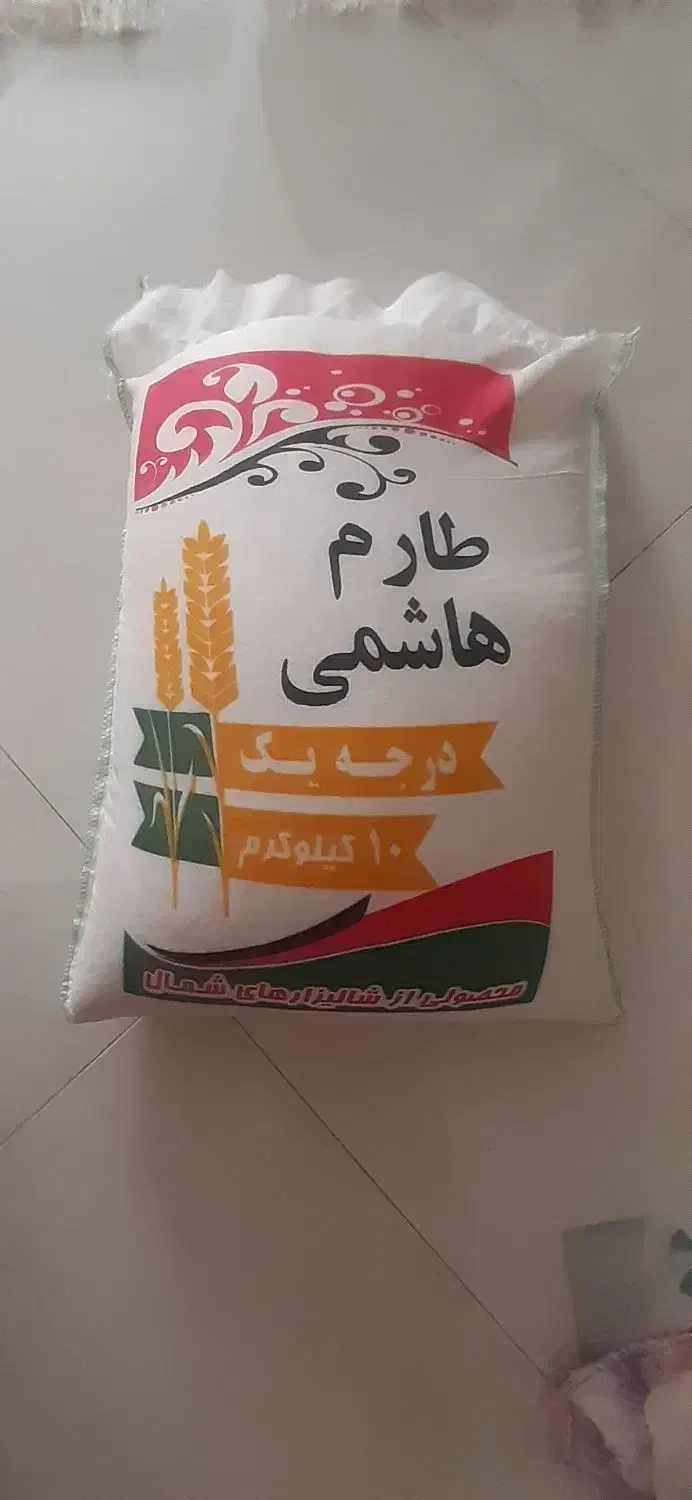 طارم
هاشمی
درجه یک
۱۰ کیلوگرم
محصولی از شالیزارهای شمال